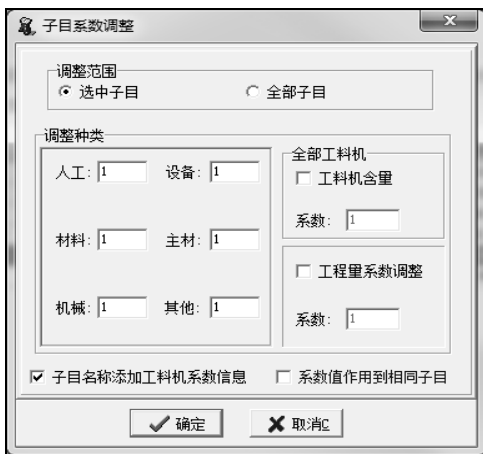 子目系数调整
调整范围
选中子目 全部子目
调整种类
全部工料机
人工: 1 设备: 1
工料机含量
系数: 1
材料: 1 主材: 1
工程量系数调整
机械: 1 其他: 1
系数: 1
子目名称添加工料机系数信息 系数值作用到相同子目
确定 取消C